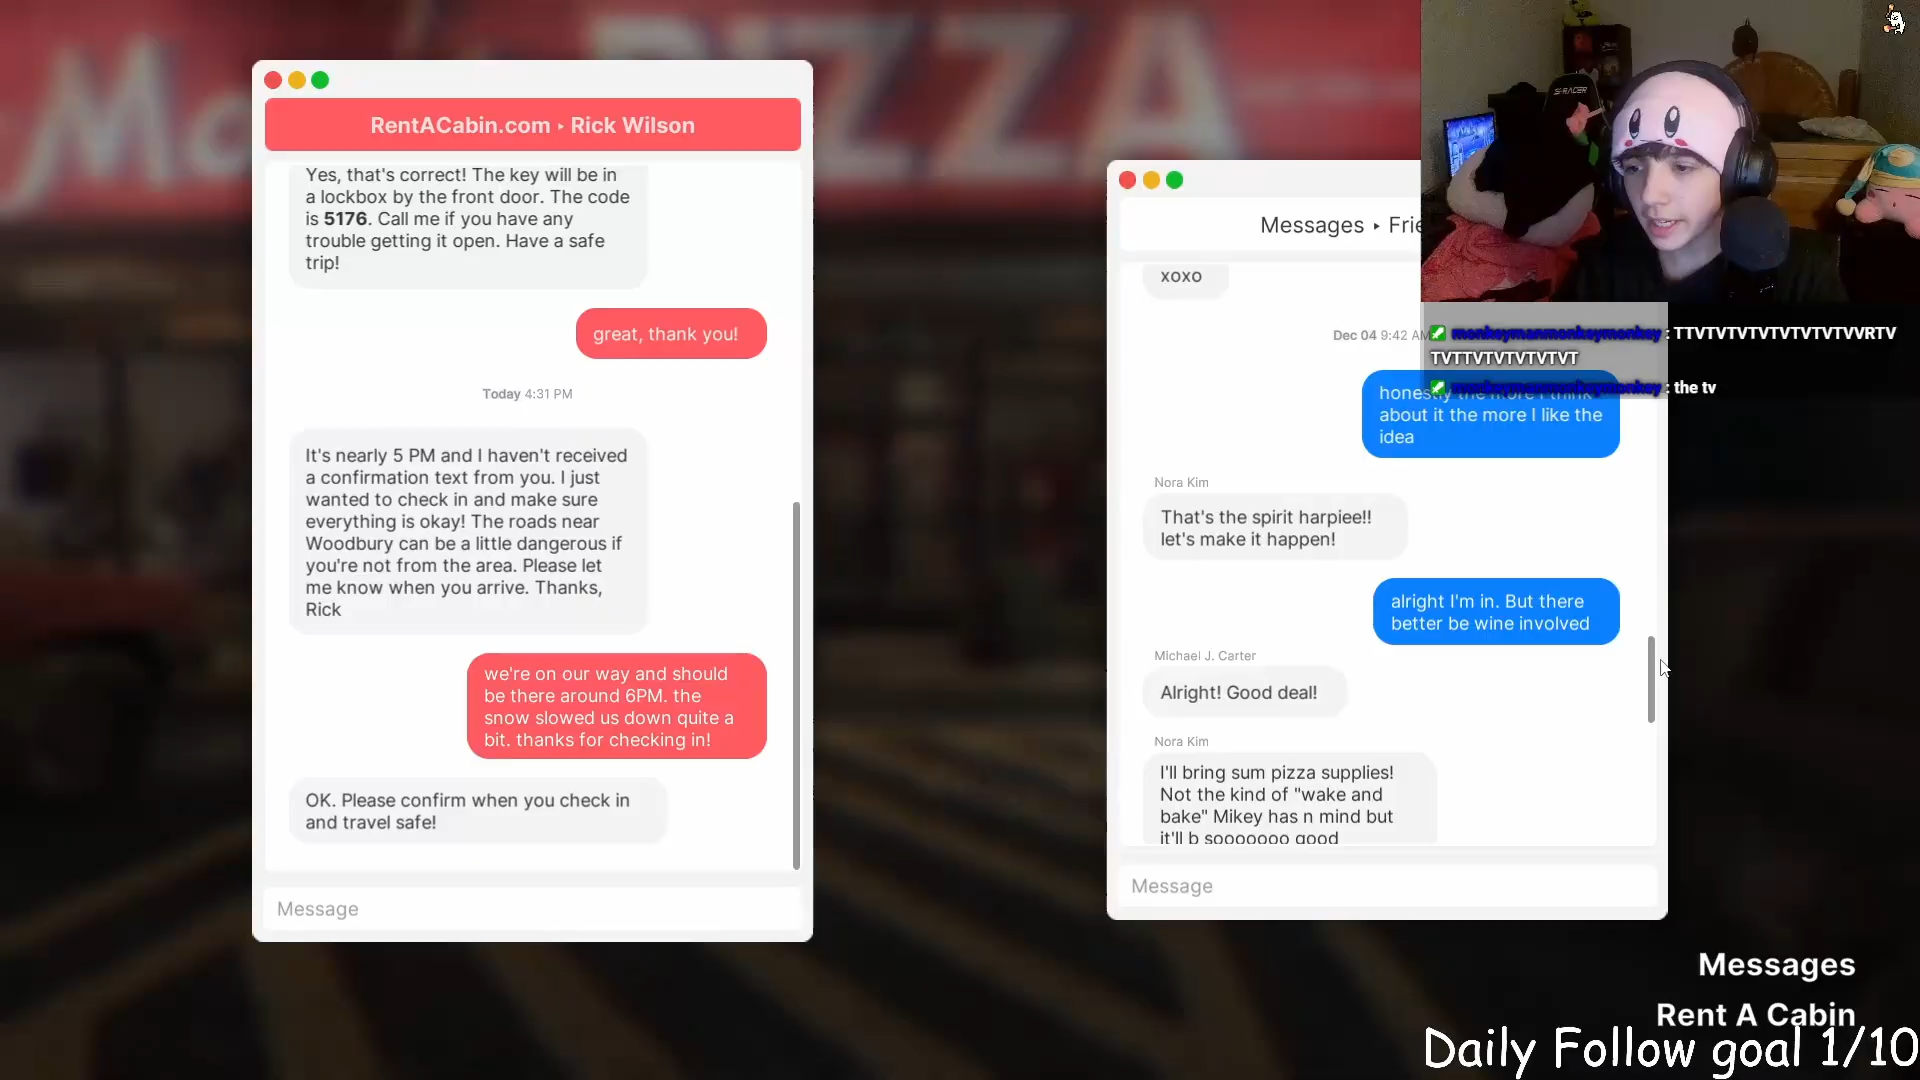 PIZZA
RentACabin.com ‣ Rick Wilson
Yes, that's correct! The key will be in
a lockbox by the front door. The code
is 5176. Call me if you have any
trouble getting it open. Have a safe
trip!
great, thank you!
Today 4:31 PM
It's nearly 5 PM and I haven't received
a confirmation text from you. I just
wanted to check in and make sure
everything is okay! The roads near
Woodbury can be a little dangerous if
you're not from the area. Please let
me know when you arrive. Thanks,
Rick
we're on our way and should
be there around 6PM. the
snow slowed us down quite a
bit. thanks for checking in!
OK. Please confirm when you check in
and travel safe!
Message
Messages ‣ Frie
xoxo
Dec 04 9:42 AM
honestly the more I think
about it the more I like the
idea
Nora Kim
That's the spirit harpiee!!
let's make it happen!
alright I'm in. But there
better be wine involved
Michael J. Carter
Alright! Good deal!
Nora Kim
I'll bring sum pizza supplies!
Not the kind of "wake and
bake" Mikey has n mind but
it'll b sooooooo good
Message
S-RACER
monkeymanmonkeymonkey : TTVTVTVTVTVTVTVTVVRTV
TVTTVTVTVTVTVT
monkeymanmonkeymonkey : the tv
Messages
Rent A Cabin
Daily Follow goal 1/10